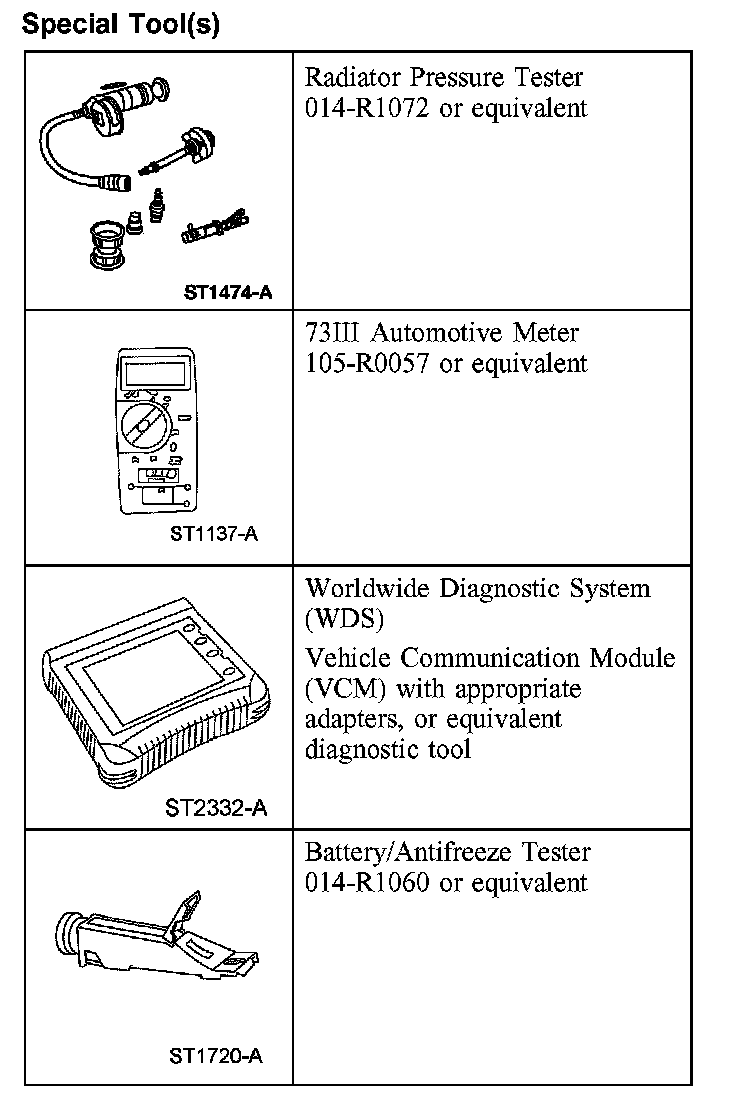 Special Tool(s)
Radiator Pressure Tester
014-R1072 or equivalent
ST1474-A
73III Automotive Meter
105-R0057 or equivalent
ST1137-A
Worldwide Diagnostic System
(WDS)
Vehicle Communication Module
(VCM) with appropriate
adapters, or equivalent
diagnostic tool
ST2332-A
Battery/Antifreeze Tester
014-R1060 or equivalent
ST1720-A